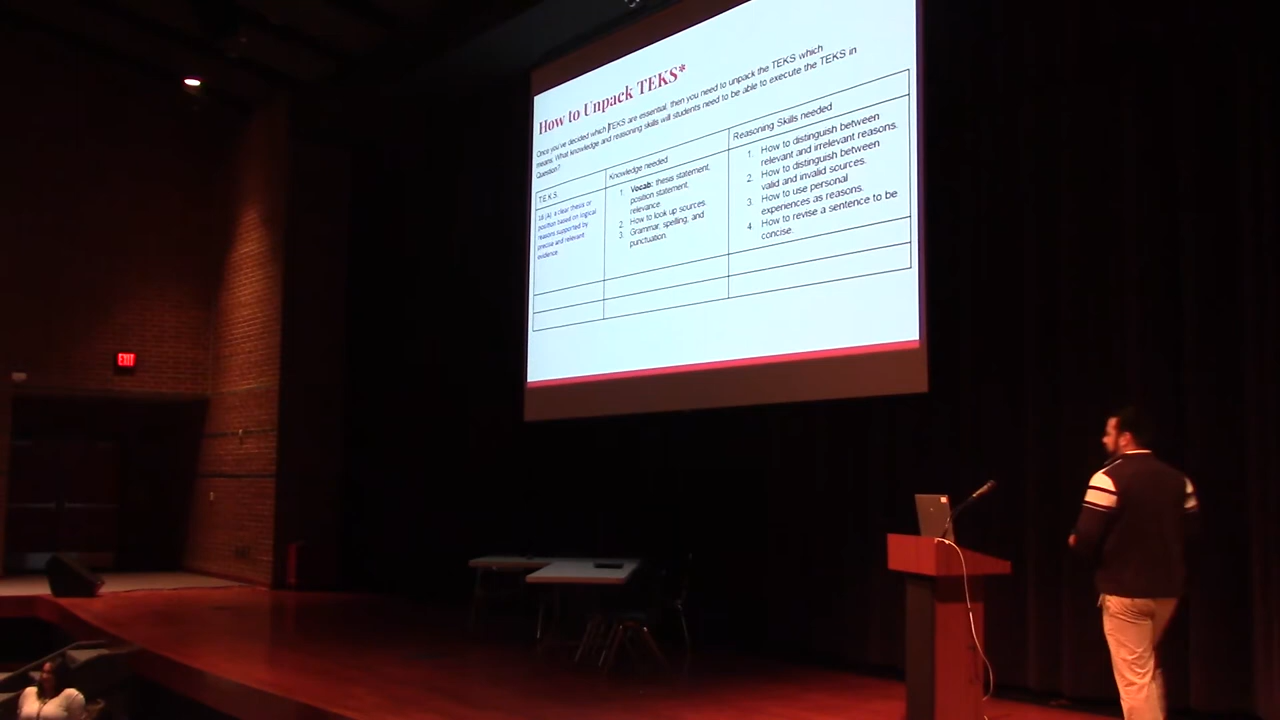 How to Unpack TEKS*
Once you've decided which TEKS are essential, then you need to unpack the TEKS which
means: What knowledge and reasoning skills will students need to be able to execute the TEKS in
Question?
T.E.K.S.
Knowledge needed
Reasoning Skills needed
18 (A) a clear thesis or
position based on logical
reasons supported by
precise and relevant
evidence
1. Vocab: thesis statement,
position statement,
relevance.
2. How to look up sources.
3. Grammar, spelling, and
punctuation.
1. How to distinguish between
relevant and irrelevant reasons.
2. How to distinguish between
valid and invalid sources.
3. How to use personal
experiences as reasons.
4. How to revise a sentence to be
concise.
EXIT